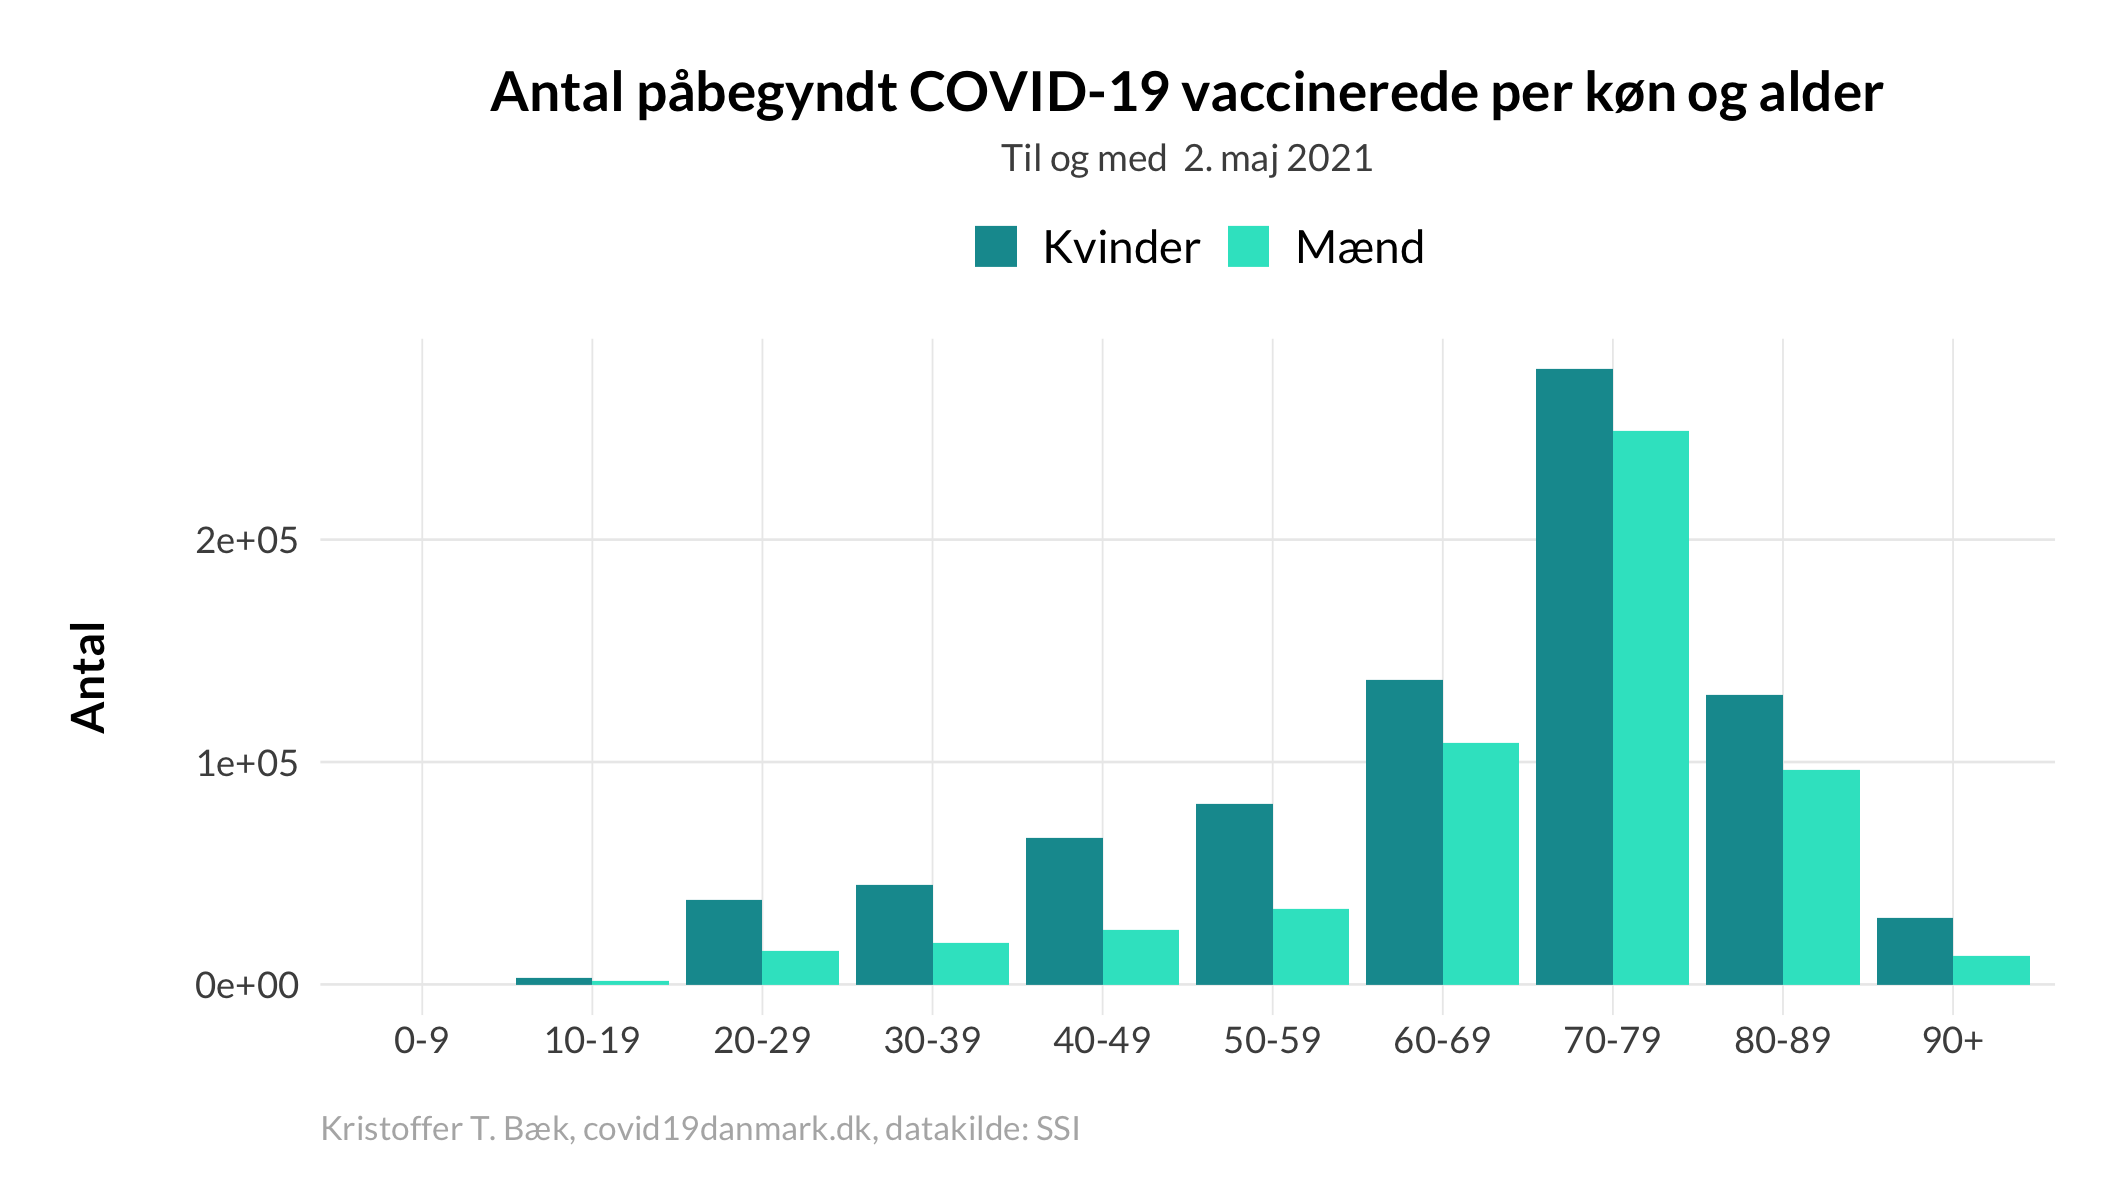 Antal påbegyndt COVID-19 vaccinerede per køn og alder
Til og med  2. maj 2021
Kvinder Mænd
Antal
2e+05
1e+05
0e+00
0-9 10-19 20-29 30-39 40-49 50-59 60-69 70-79 80-89 90+
Kristoffer T. Bæk, covid19danmark.dk, datakilde: SSI